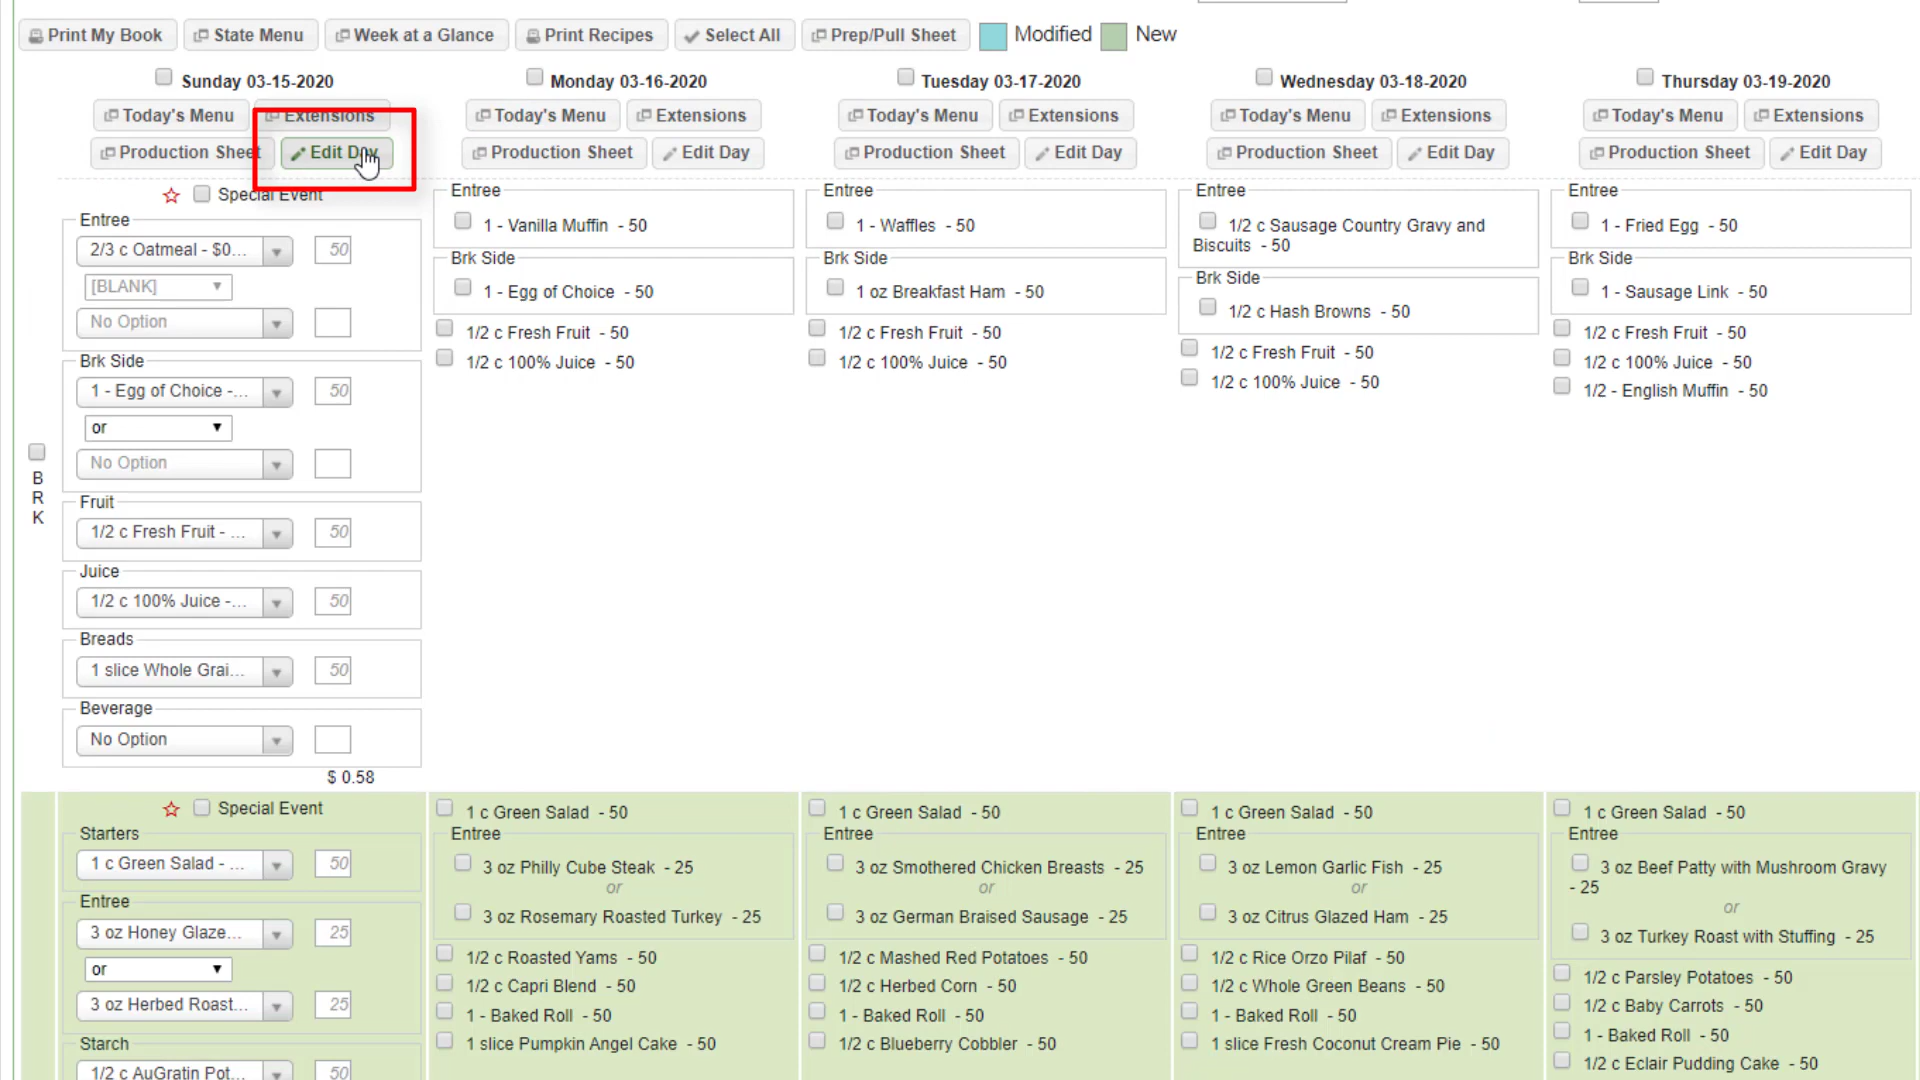 Print My Book State Menu Week at a Glance Print Recipes Select All Prep/Pull Sheet Modified New
Sunday 03-15-2020 Monday 03-16-2020 Tuesday 03-17-2020 Wednesday 03-18-2020 Thursday 03-19-2020
Today's Menu Extensions Today's Menu Extensions Today's Menu Extensions Today's Menu Extensions Today's Menu Extensions
Production Sheet Edit Day Production Sheet Edit Day Production Sheet Edit Day Production Sheet Edit Day Production Sheet Edit Day
Special Event
Entree
2/3 c Oatmeal - $0... 50
[BLANK]
No Option
Brk Side
1 - Egg of Choice -... 50
or
No Option
Fruit
1/2 c Fresh Fruit - ... 50
Juice
1/2 c 100% Juice -... 50
Breads
1 slice Whole Grai... 50
Beverage
No Option
$ 0.58
B
R
K
Entree
1 - Vanilla Muffin - 50
Brk Side
1 - Egg of Choice - 50
1/2 c Fresh Fruit - 50
1/2 c 100% Juice - 50
Entree
1 - Waffles - 50
Brk Side
1 oz Breakfast Ham - 50
1/2 c Fresh Fruit - 50
1/2 c 100% Juice - 50
Entree
1/2 c Sausage Country Gravy and
Biscuits - 50
Brk Side
1/2 c Hash Browns - 50
1/2 c Fresh Fruit - 50
1/2 c 100% Juice - 50
Entree
1 - Fried Egg - 50
Brk Side
1 - Sausage Link - 50
1/2 c Fresh Fruit - 50
1/2 c 100% Juice - 50
1/2 - English Muffin - 50
Special Event
Starters
1 c Green Salad - ... 50
Entree
3 oz Honey Glaze... 25
or
3 oz Herbed Roast... 25
Starch
1/2 c AuGratin Pot... 50
1 c Green Salad - 50
Entree
3 oz Philly Cube Steak - 25
or
3 oz Rosemary Roasted Turkey - 25
1/2 c Roasted Yams - 50
1/2 c Capri Blend - 50
1 - Baked Roll - 50
1 slice Pumpkin Angel Cake - 50
1 c Green Salad - 50
Entree
3 oz Smothered Chicken Breasts - 25
or
3 oz German Braised Sausage - 25
1/2 c Mashed Red Potatoes - 50
1/2 c Herbed Corn - 50
1 - Baked Roll - 50
1/2 c Blueberry Cobbler - 50
1 c Green Salad - 50
Entree
3 oz Lemon Garlic Fish - 25
or
3 oz Citrus Glazed Ham - 25
1/2 c Rice Orzo Pilaf - 50
1/2 c Whole Green Beans - 50
1 - Baked Roll - 50
1 slice Fresh Coconut Cream Pie - 50
1 c Green Salad - 50
Entree
3 oz Beef Patty with Mushroom Gravy
- 25
or
3 oz Turkey Roast with Stuffing - 25
1/2 c Parsley Potatoes - 50
1/2 c Baby Carrots - 50
1 - Baked Roll - 50
1/2 c Eclair Pudding Cake - 50